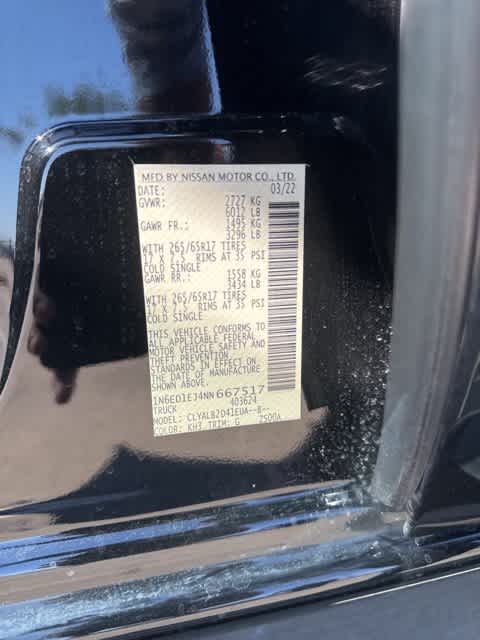 MFD BY NISSAN MOTOR CO., LTD.
DATE: 03/22
GVWR: 2727 KG
6012 LB
GAWR FR.: 1495 KG
3296 LB
WITH 265/65R17 TIRES
17 X 7.5 RIMS AT 35 PSI
COLD SINGLE
GAWR RR.: 1558 KG
3434 LB
WITH 265/65R17 TIRES
17 X 7.5 RIMS AT 35 PSI
COLD SINGLE
THIS VEHICLE CONFORMS TO
ALL APPLICABLE FEDERAL
MOTOR VEHICLE SAFETY AND
THEFT PREVENTION
STANDARDS IN EFFECT ON
THE DATE OF MANUFACTURE
SHOWN ABOVE.
1N6ED1EJ4NN667517
TRUCK 403624
MODEL: CLYALB2D41EUA--B--
COLOR: KH3 TRIM: G 2500A